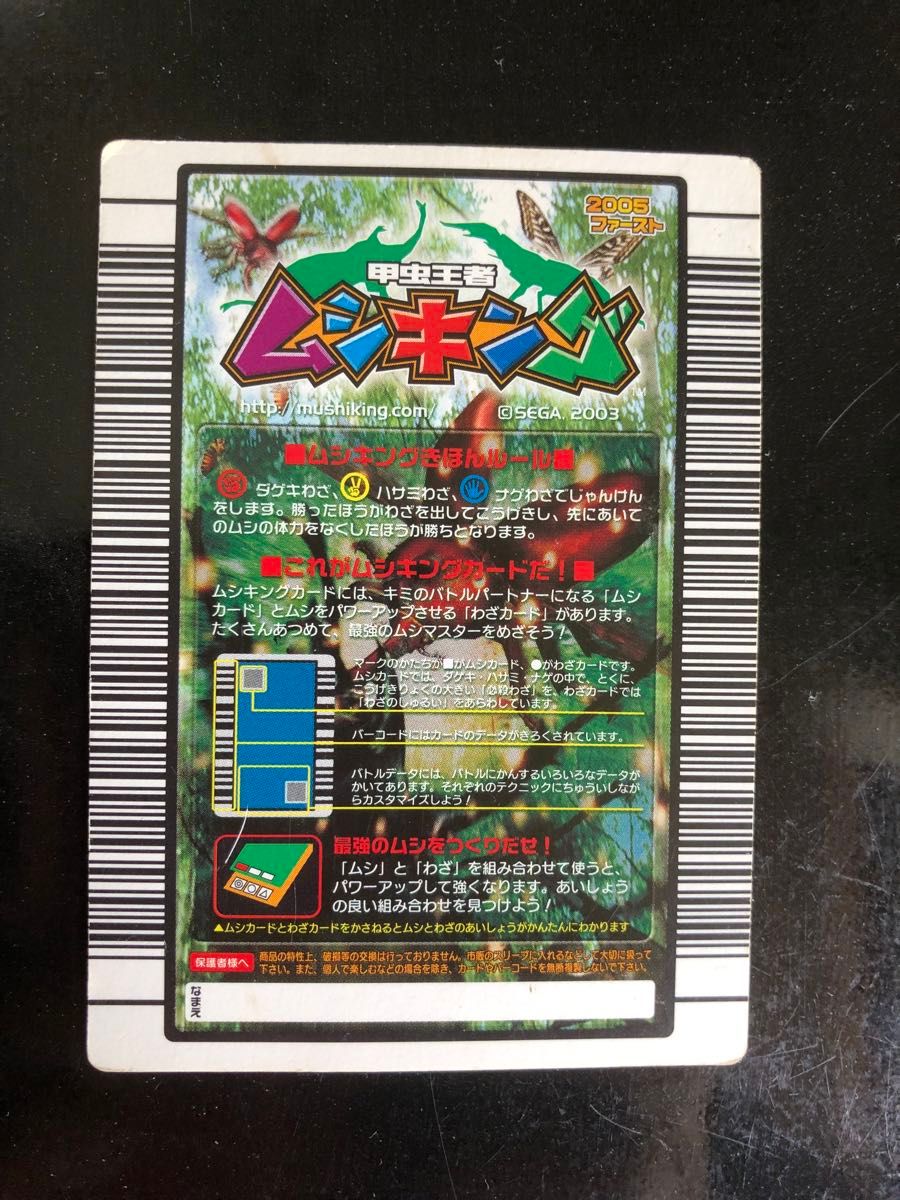 2005
ファースト
甲虫王者
ムシキング
TM
http://mushiking.com/ ©SEGA, 2003
■ムシキングきほんルール■
ダゲキわざ、 ハサミわざ、 ナゲわざでじゃんけん
をします。勝ったほうがわざを出してこうげきし、先にあいて
のムシの体力をなくしたほうが勝ちとなります。
■これがムシキングカードだ!■
ムシキングカードには、キミのバトルパートナーになる「ムシ
カード」とムシをパワーアップさせる「わざカード」があります。
たくさんあつめて、最強のムシマスターをめざそう!
マークのかたちが■がムシカード、●がわざカードです。
ムシカードでは、ダゲキ・ハサミ・ナゲの中で、とくに、
こうげきりょくの大きい「必殺わざ」を、わざカードでは
「わざのしゅるい」をあらわしています。
バーコードにはカードのデータがきろくされています。
バトルデータには、バトルにかんするいろいろなデータが
かいてあります。それぞれのテクニックにちゅういしなが
らカスタマイズしよう!
最強のムシをつくりだせ!
「ムシ」と「わざ」を組み合わせて使うと、
パワーアップして強くなります。あいしょう
の良い組み合わせを見つけよう!
▲ムシカードとわざカードをかさねるとムシとわざのあいしょうがかんたんにわかります
保護者様へ 商品の特性上、破損等の交換は行っておりません。市販のスリーブに入れるなどして大切に扱って
下さい。また、個人で楽しむなどの場合を除き、カードやバーコードを無断複製しないで下さい。
なまえ